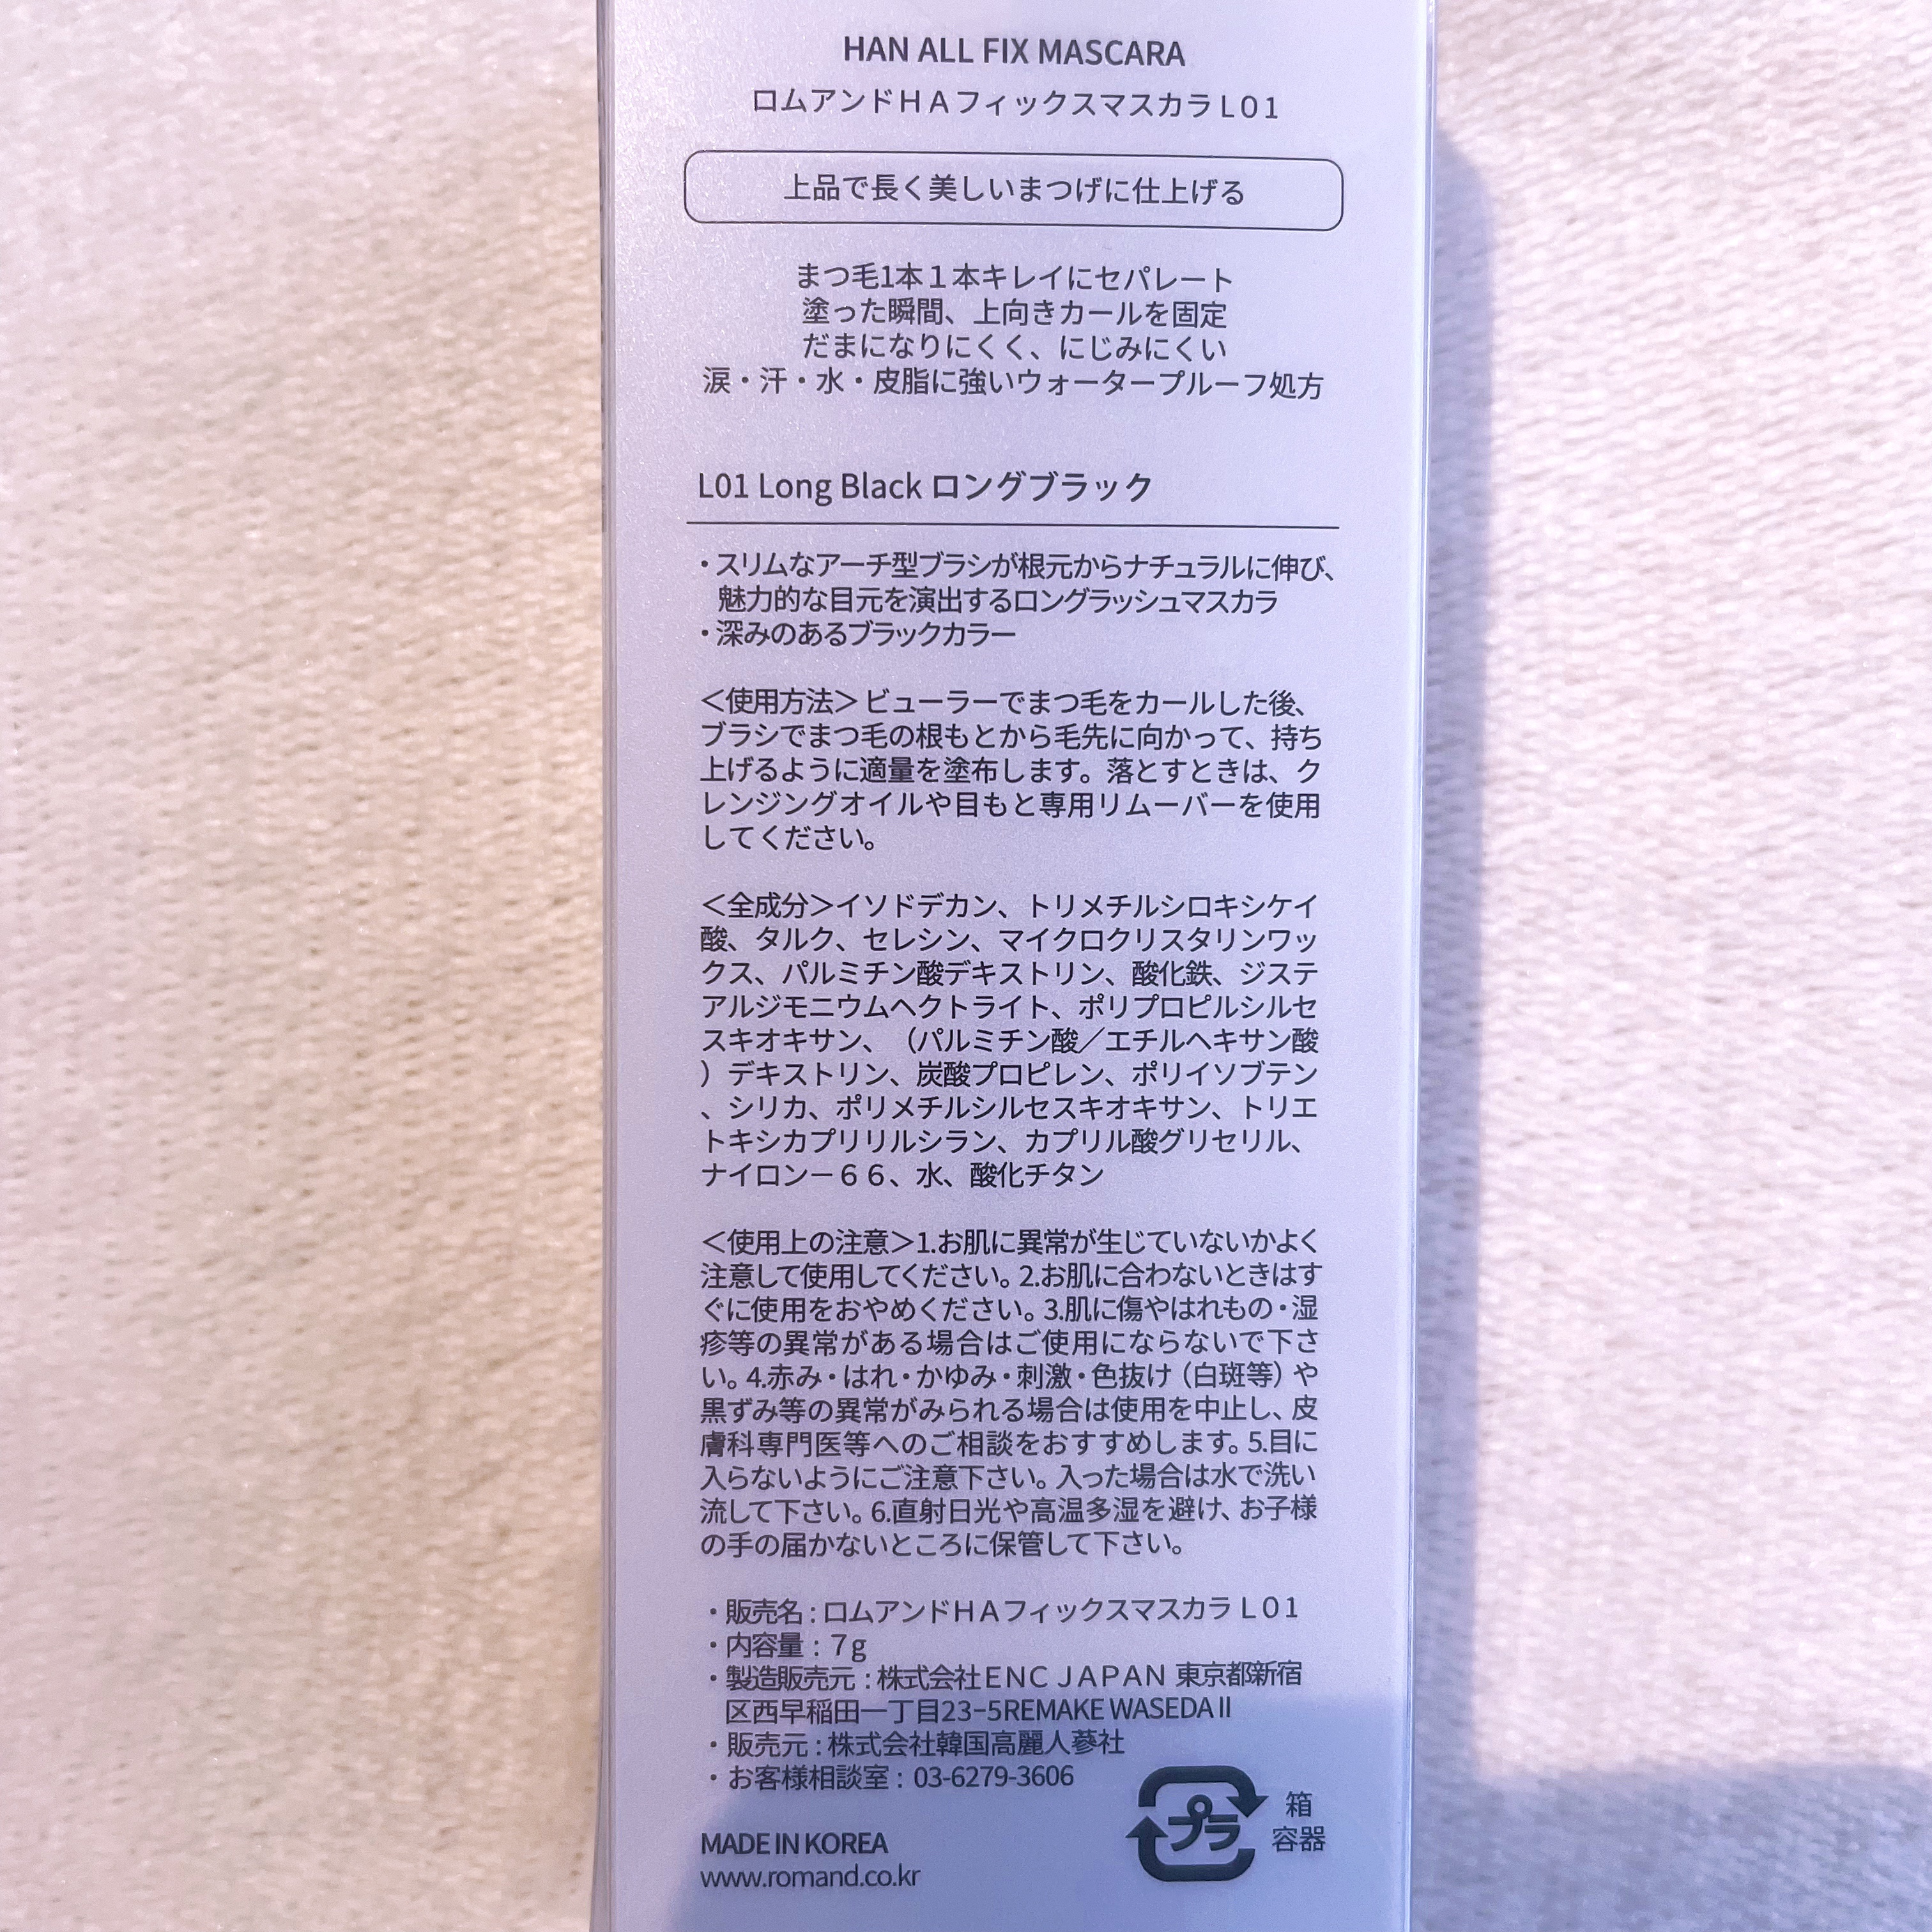 HAN ALL FIX MASCARA
ロムアンドＨＡフィックスマスカラＬ０１
上品で長く美しいまつげに仕上げる
まつ毛1本１本キレイにセパレート
塗った瞬間、上向きカールを固定
だまになりにくく、にじみにくい
涙・汗・水・皮脂に強いウォータープルーフ処方
L01 Long Black ロングブラック
・スリムなアーチ型ブラシが根元からナチュラルに伸び、
魅力的な目元を演出するロングラッシュマスカラ
・深みのあるブラックカラー
＜使用方法＞ビューラーでまつ毛をカールした後、
ブラシでまつ毛の根もとから毛先に向かって、持ち
上げるように適量を塗布します。落とすときは、ク
レンジングオイルや目もと専用リムーバーを使用
してください。
＜全成分＞イソドデカン、トリメチルシロキシケイ
酸、タルク、セレシン、マイクロクリスタリンワッ
クス、パルミチン酸デキストリン、酸化鉄、ジステ
アルジモニウムヘクトライト、ポリプロピルシルセ
スキオキサン、（パルミチン酸／エチルヘキサン酸
）デキストリン、炭酸プロピレン、ポリイソブテン
、シリカ、ポリメチルシルセスキオキサン、トリエ
トキシカプリリルシラン、カプリル酸グリセリル、
ナイロン－６６、水、酸化チタン
＜使用上の注意＞1.お肌に異常が生じていないかよく
注意して使用してください。2.お肌に合わないときはす
ぐに使用をおやめください。3.肌に傷やはれもの・湿
疹等の異常がある場合はご使用にならないで下さ
い。4.赤み・はれ・かゆみ・刺激・色抜け（白斑等）や
黒ずみ等の異常がみられる場合は使用を中止し、皮
膚科専門医等へのご相談をおすすめします。5.目に
入らないようにご注意下さい。入った場合は水で洗い
流して下さい。6.直射日光や高温多湿を避け、お子様
の手の届かないところに保管して下さい。
・販売名：ロムアンドＨＡフィックスマスカラＬ０１
・内容量：７g
・製造販売元：株式会社ＥＮＣ ＪＡＰＡＮ 東京都新宿
区西早稲田一丁目23-5REMAKE WASEDAⅡ
・販売元：株式会社韓国高麗人蔘社
・お客様相談室：03-6279-3606
MADE IN KOREA
www.romand.co.kr
プラ
箱
容器